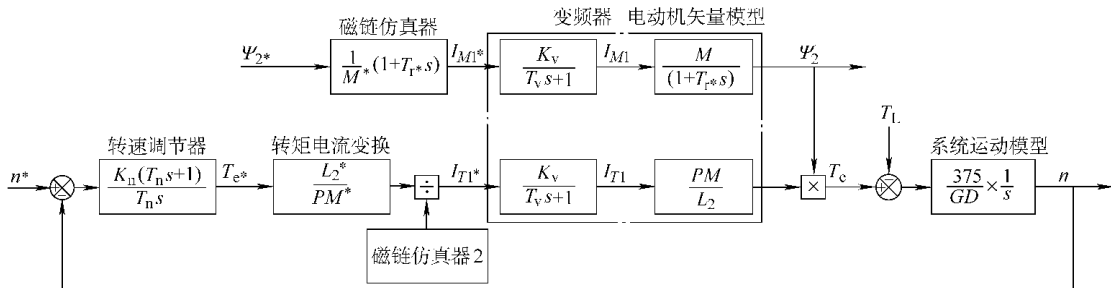 磁链仿真器
变频器 电动机矢量模型
Ψ2*
1/M* (1+Tr*s)
IM1*
Kv/(Tvs+1)
IM1
M/(1+Tr*s)
Ψ2
TL
转速调节器
转矩电流变换
系统运动模型
n*
Kn(Tns+1)/Tns
Te*
L2*/PM*
÷
IT1*
Kv/(Tvs+1)
IT1
PM/L2
×
Te
375/GD × 1/s
n
磁链仿真器2